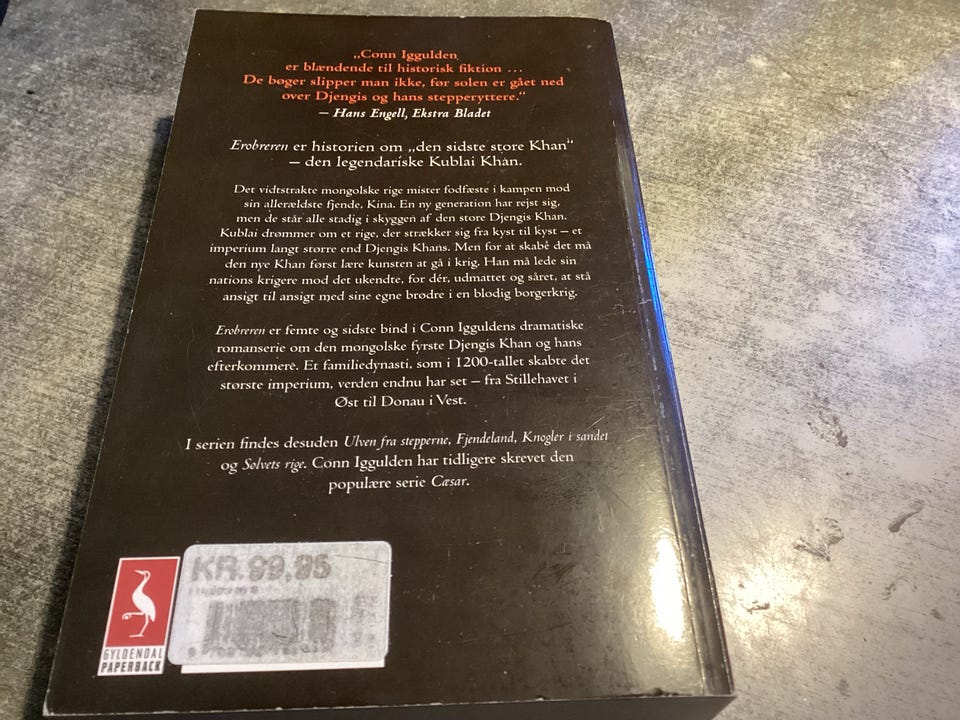 „Conn Iggulden
er blændende til historisk fiktion ...
De bøger slipper man ikke, før solen er gået ned
over Djengis og hans stepperyttere.“
– Hans Engell, Ekstra Bladet
Erobreren er historien om „den sidste store Khan“
– den legendariske Kublai Khan.
Det vidtstrakte mongolske rige mister fodfæste i kampen mod
sin allerældste fjende, Kina. En ny generation har rejst sig,
men de står alle stadig i skyggen af den store Djengis Khan.
Kublai drømmer om et rige, der strækker sig fra kyst til kyst – et
imperium langt større end Djengis Khans. Men for at skabe det må
den nye Khan først lære kunsten at gå i krig. Han må lede sin
nations krigere mod det ukendte, for dér, udmattet og såret, at stå
ansigt til ansigt med sine egne brødre i en blodig borgerkrig.
Erobreren er femte og sidste bind i Conn Igguldens dramatiske
romanserie om den mongolske fyrste Djengis Khan og hans
efterkommere. Et familiedynasti, som i 1200-tallet skabte det
største imperium, verden endnu har set – fra Stillehavet i
Øst til Donau i Vest.
I serien findes desuden Ulven fra stepperne, Fjendeland, Knogler i sandet
og Sølvets rige. Conn Iggulden har tidligere skrevet den
populære serie Cæsar.
KR. 99,95
GYLDENDAL
PAPERBACK